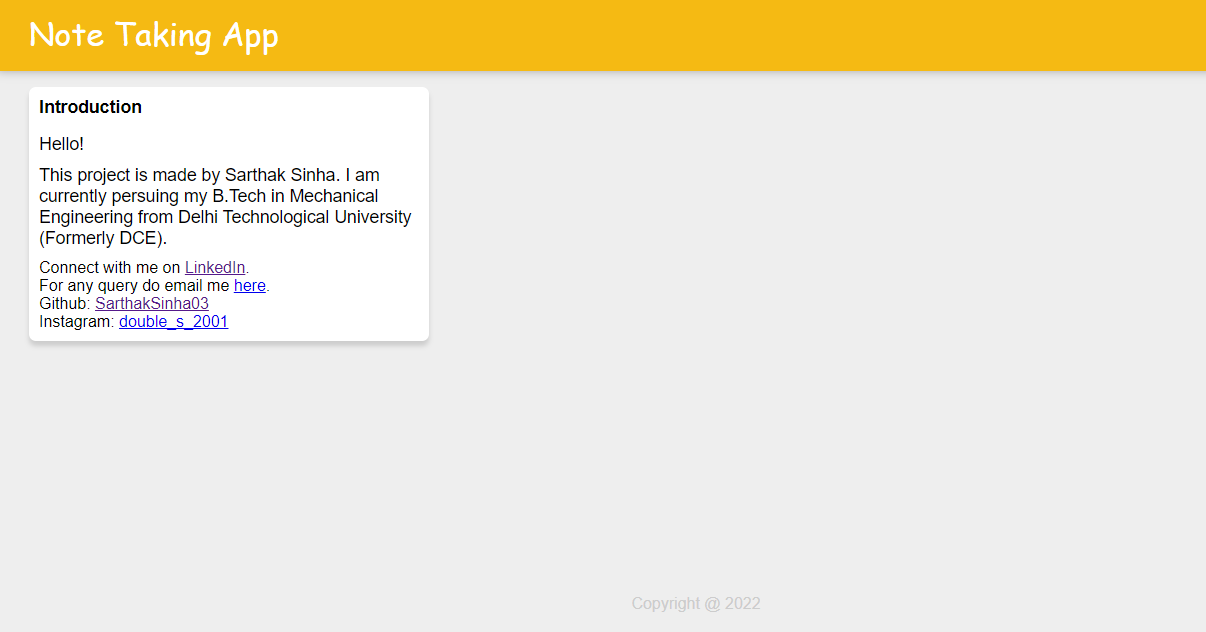 Note Taking App
Introduction
Hello!
This project is made by Sarthak Sinha. I am
currently persuing my B.Tech in Mechanical
Engineering from Delhi Technological University
(Formerly DCE).
Connect with me on LinkedIn.
For any query do email me here.
Github: SarthakSinha03
Instagram: double_s_2001
Copyright @ 2022